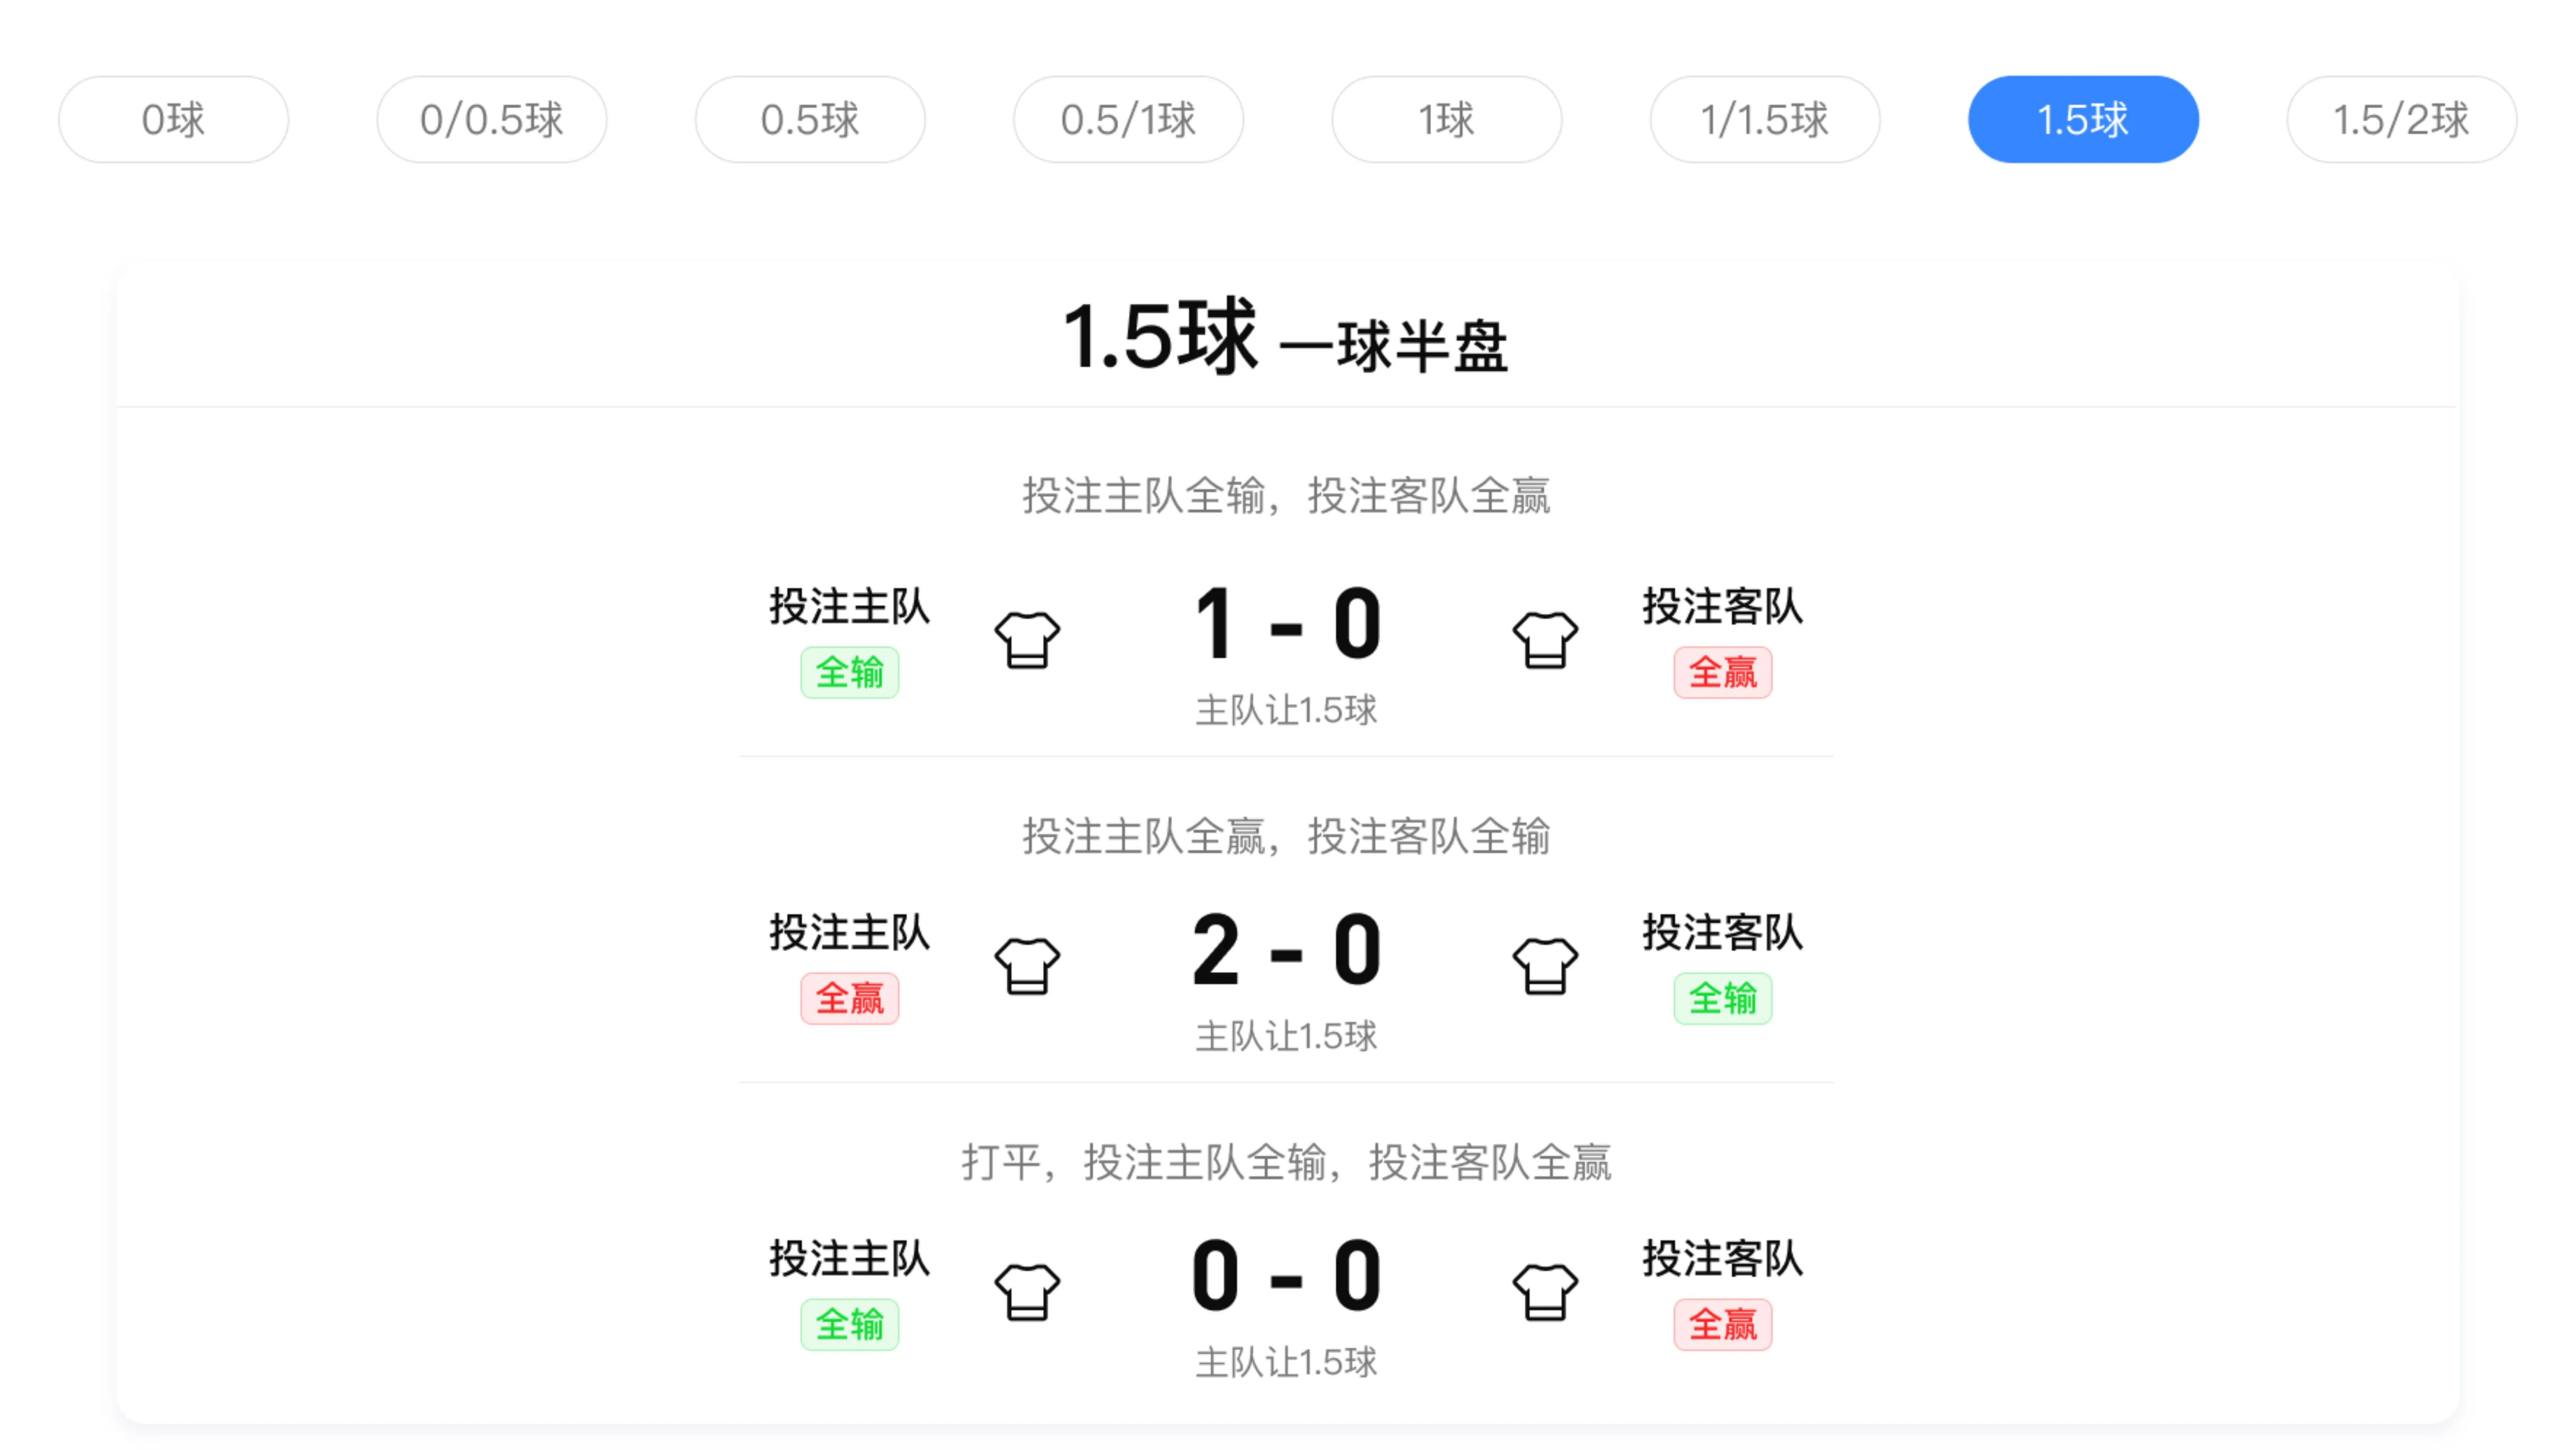 0球 0/0.5球 0.5球 0.5/1球 1球 1/1.5球 1.5球 1.5/2球
1.5球 一球半盘
投注主队全输，投注客队全赢
投注主队 1 - 0 投注客队
全输 全赢
主队让1.5球
投注主队全赢，投注客队全输
投注主队 2 - 0 投注客队
全赢 全输
主队让1.5球
打平，投注主队全输，投注客队全赢
投注主队 0 - 0 投注客队
全输 全赢
主队让1.5球